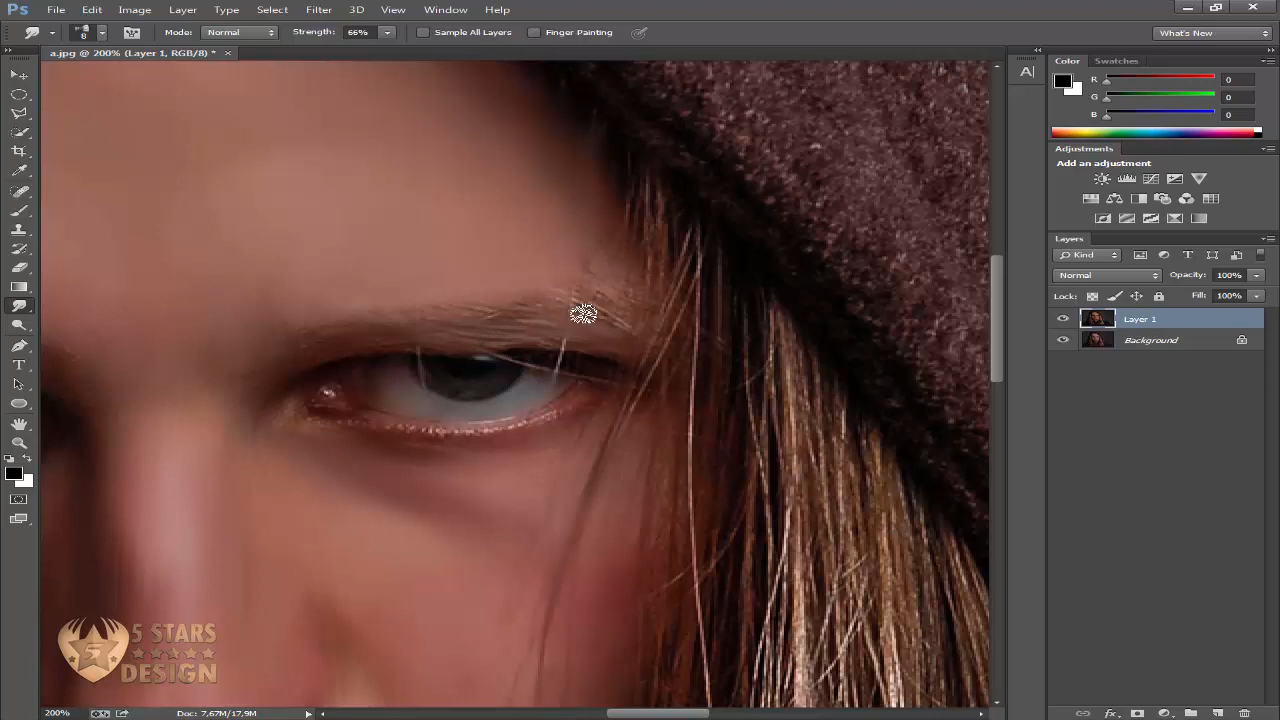 Ps File Edit Image Layer Type Select Filter 3D View Window Help
8 Mode: Normal Strength: 66% Sample All Layers Finger Painting What's New
a.jpg @ 200% (Layer 1, RGB/8) * ×
Color Swatches
R 0
G 0
B 0
Adjustments
Add an adjustment
Layers
Kind
Normal Opacity: 100%
Lock: Fill: 100%
Layer 1
Background
5 STARS
5
DESIGN
200% Doc: 7,67M/17,9M